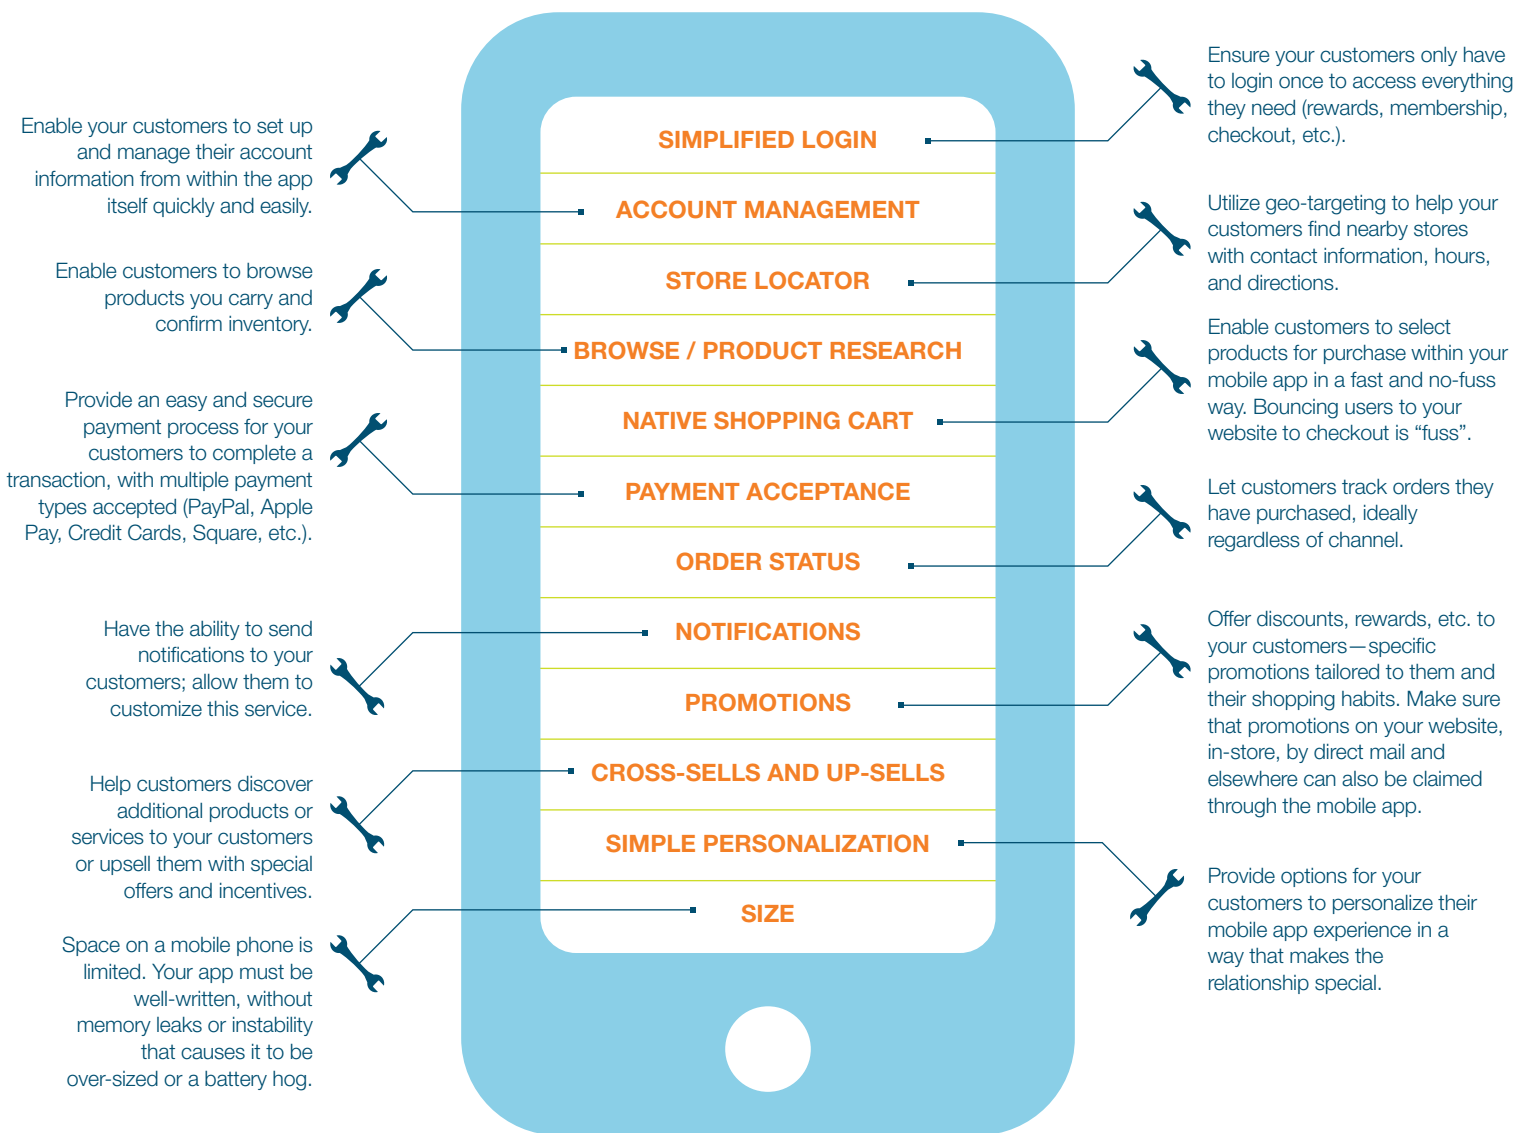 SIMPLIFIED LOGIN
Ensure your customers only have
to login once to access everything
they need (rewards, membership,
checkout, etc.).
ACCOUNT MANAGEMENT
Enable your customers to set up
and manage their account
information from within the app
itself quickly and easily.
STORE LOCATOR
Utilize geo-targeting to help your
customers find nearby stores
with contact information, hours,
and directions.
BROWSE / PRODUCT RESEARCH
Enable customers to browse
products you carry and
confirm inventory.
NATIVE SHOPPING CART
Enable customers to select
products for purchase within your
mobile app in a fast and no-fuss
way. Bouncing users to your
website to checkout is “fuss”.
PAYMENT ACCEPTANCE
Provide an easy and secure
payment process for your
customers to complete a
transaction, with multiple payment
types accepted (PayPal, Apple
Pay, Credit Cards, Square, etc.).
ORDER STATUS
Let customers track orders they
have purchased, ideally
regardless of channel.
NOTIFICATIONS
Have the ability to send
notifications to your
customers; allow them to
customize this service.
PROMOTIONS
Offer discounts, rewards, etc. to
your customers—specific
promotions tailored to them and
their shopping habits. Make sure
that promotions on your website,
in-store, by direct mail and
elsewhere can also be claimed
through the mobile app.
CROSS-SELLS AND UP-SELLS
Help customers discover
additional products or
services to your customers
or upsell them with special
offers and incentives.
SIMPLE PERSONALIZATION
Provide options for your
customers to personalize their
mobile app experience in a
way that makes the
relationship special.
SIZE
Space on a mobile phone is
limited. Your app must be
well-written, without
memory leaks or instability
that causes it to be
over-sized or a battery hog.